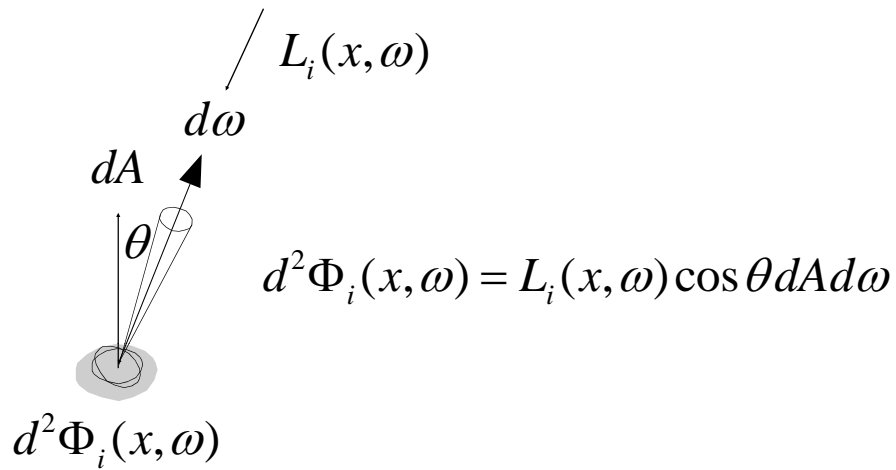 L_i(x, ω)
dω
dA
θ
d²Φ_i(x, ω) = L_i(x, ω) cos θ dA dω
d²Φ_i(x, ω)